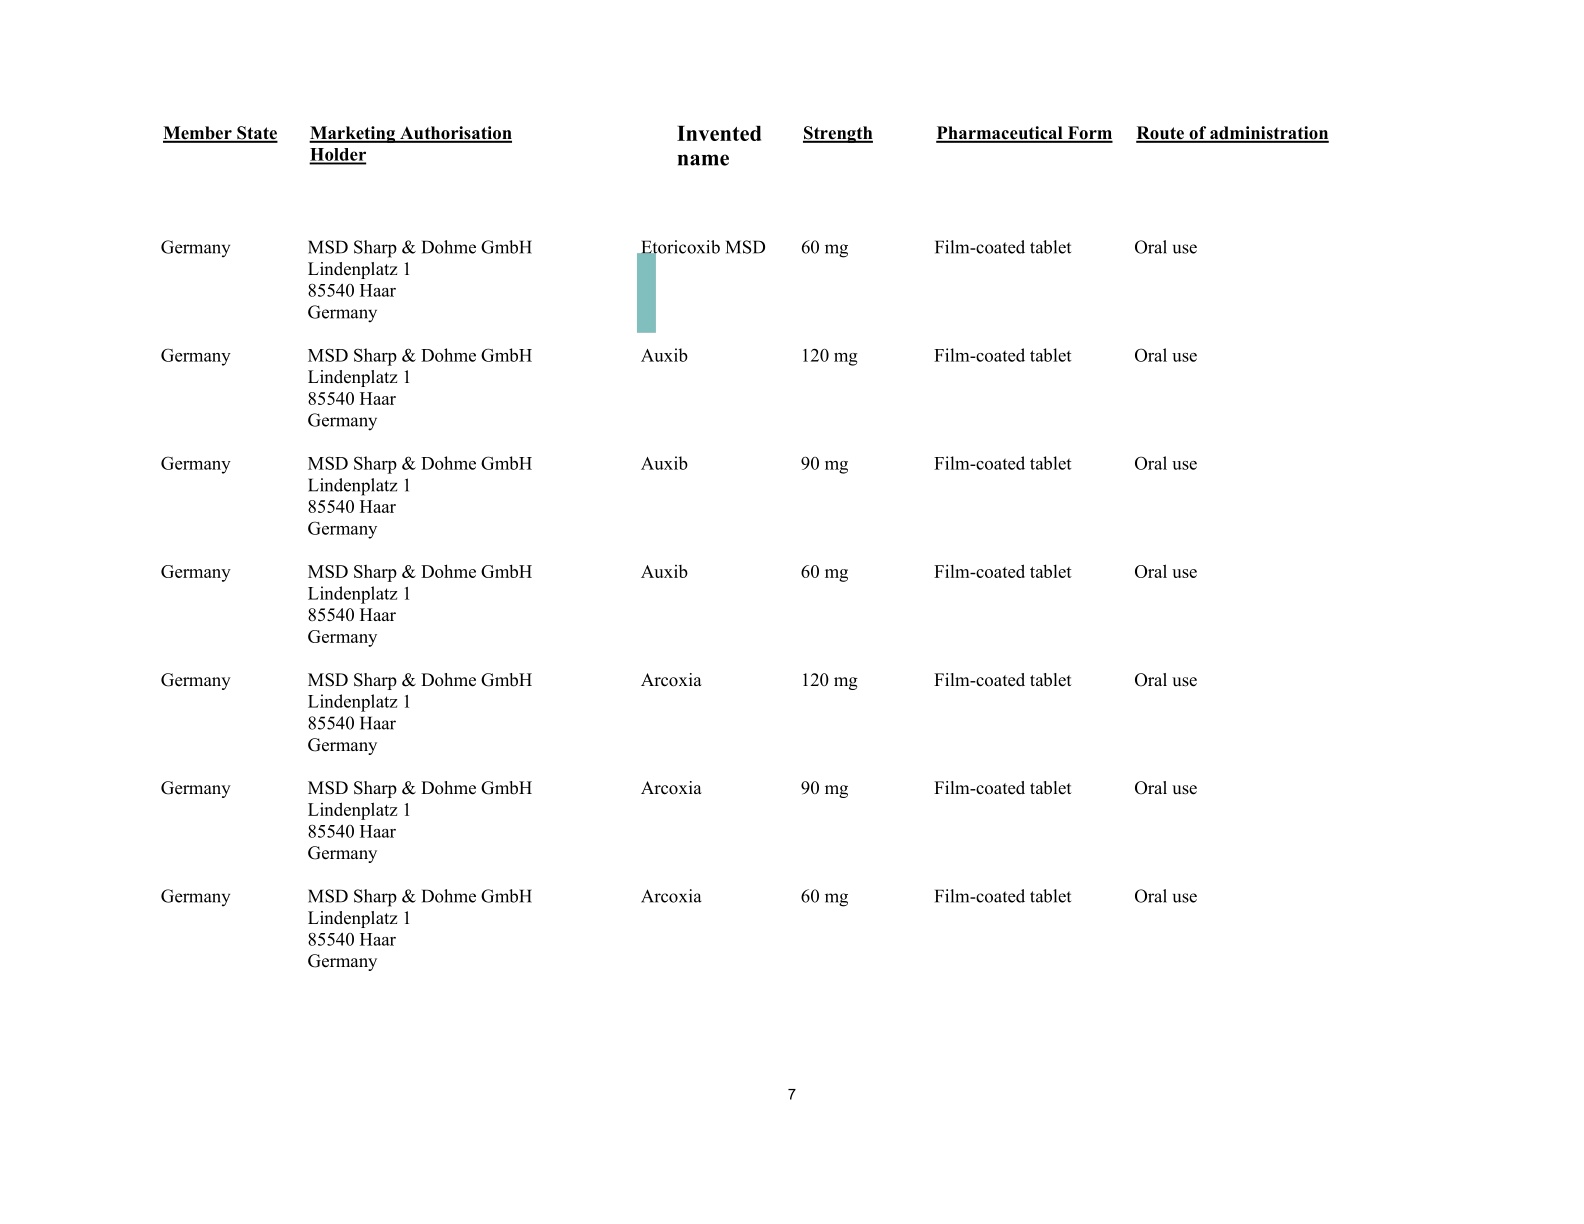 Member State Marketing Authorisation Invented Strength Pharmaceutical Form Route of administration
Holder name
Germany MSD Sharp & Dohme GmbH Etoricoxib MSD 60 mg Film-coated tablet Oral use
Lindenplatz 1
85540 Haar
Germany
Germany MSD Sharp & Dohme GmbH Auxib 120 mg Film-coated tablet Oral use
Lindenplatz 1
85540 Haar
Germany
Germany MSD Sharp & Dohme GmbH Auxib 90 mg Film-coated tablet Oral use
Lindenplatz 1
85540 Haar
Germany
Germany MSD Sharp & Dohme GmbH Auxib 60 mg Film-coated tablet Oral use
Lindenplatz 1
85540 Haar
Germany
Germany MSD Sharp & Dohme GmbH Arcoxia 120 mg Film-coated tablet Oral use
Lindenplatz 1
85540 Haar
Germany
Germany MSD Sharp & Dohme GmbH Arcoxia 90 mg Film-coated tablet Oral use
Lindenplatz 1
85540 Haar
Germany
Germany MSD Sharp & Dohme GmbH Arcoxia 60 mg Film-coated tablet Oral use
Lindenplatz 1
85540 Haar
Germany
7